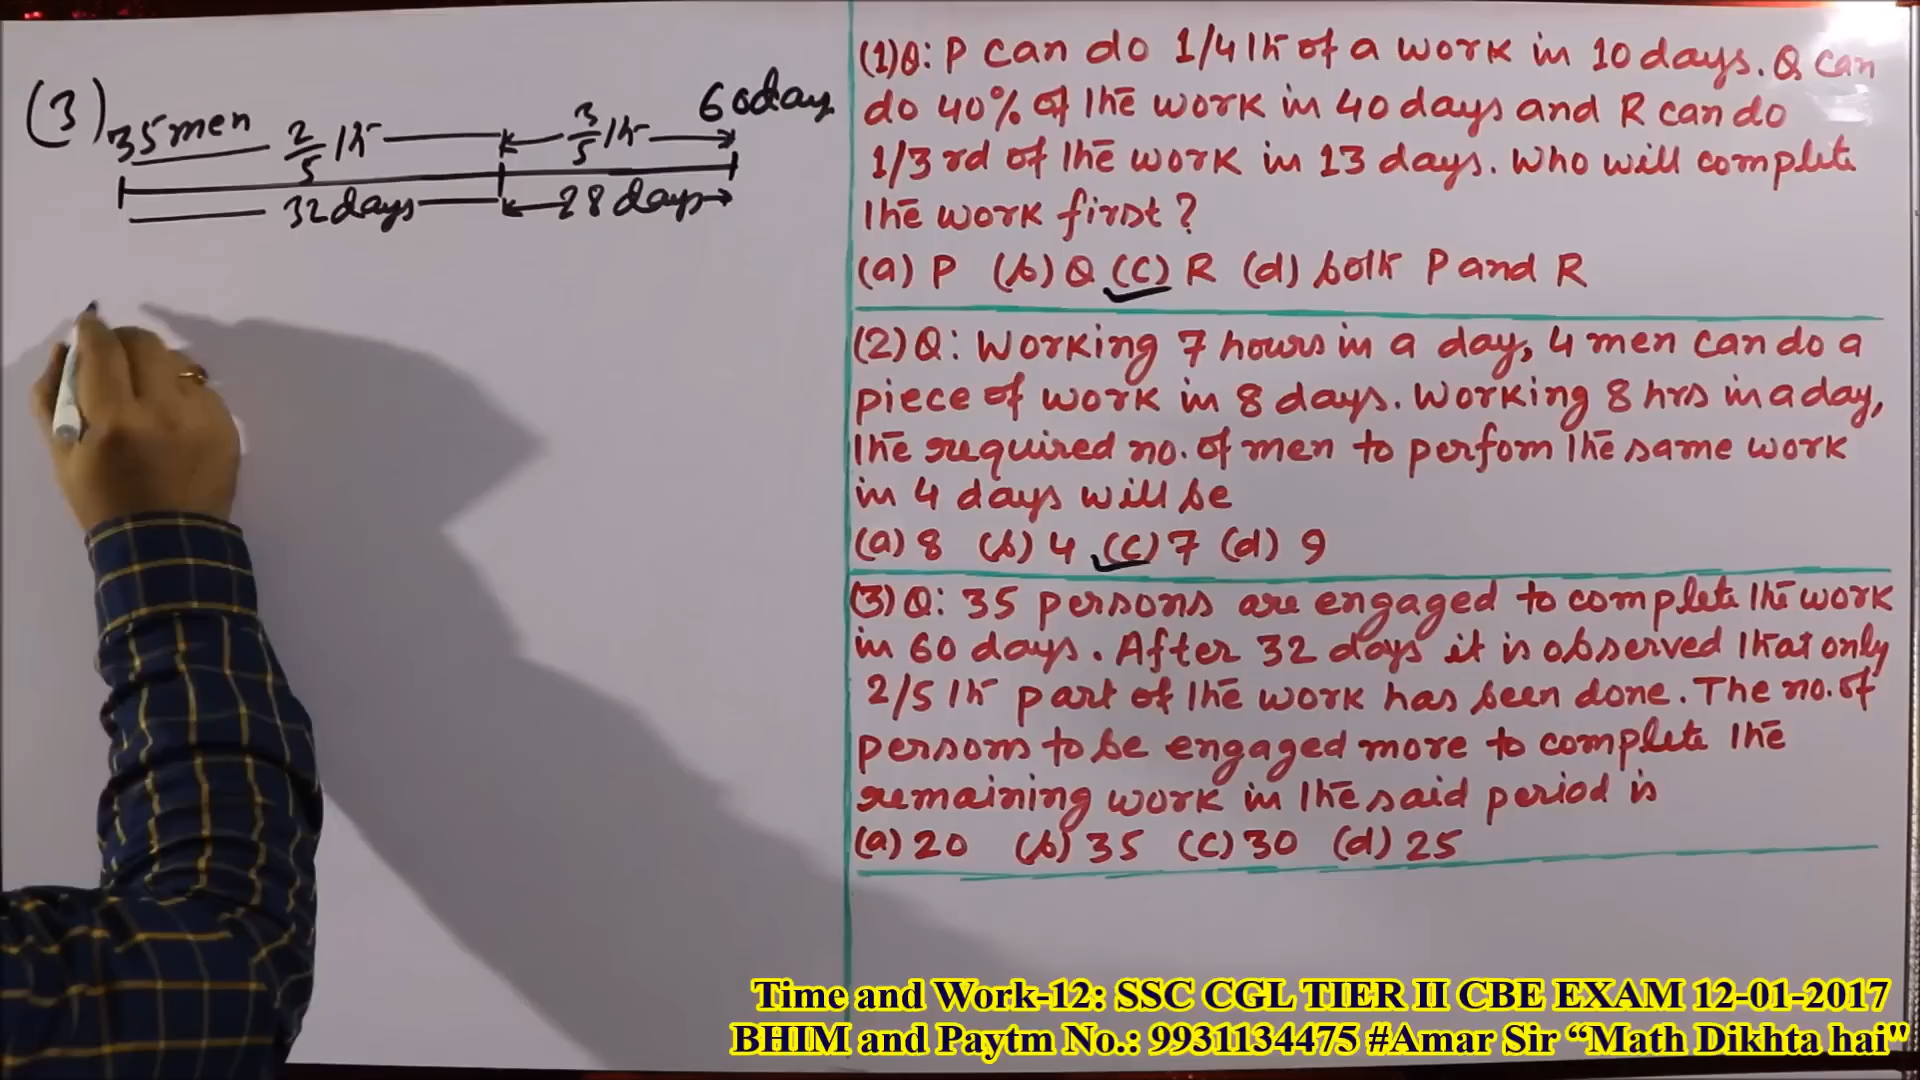 (3) 35 men 2/5 th 3/5 th 60 day
32 days 28 days
(1) Q: P can do 1/4 th of a work in 10 days. Q can
do 40% of the work in 40 days and R can do
1/3 rd of the work in 13 days. Who will complete
the work first?
(a) P (b) Q (c) R (d) both P and R
(2) Q: Working 7 hours in a day, 4 men can do a
piece of work in 8 days. Working 8 hrs in a day,
the required no. of men to perfom the same work
in 4 days will be
(a) 8 (b) 4 (c) 7 (d) 9
(3) Q: 35 persons are engaged to complete the work
in 60 days. After 32 days it is observed that only
2/5 th part of the work has been done. The no. of
persons to be engaged more to complete the
remaining work in the said period is
(a) 20 (b) 35 (c) 30 (d) 25
Time and Work-12: SSC CGL TIER II CBE EXAM 12-01-2017
BHIM and Paytm No.: 9931134475 #Amar Sir “Math Dikhta hai"